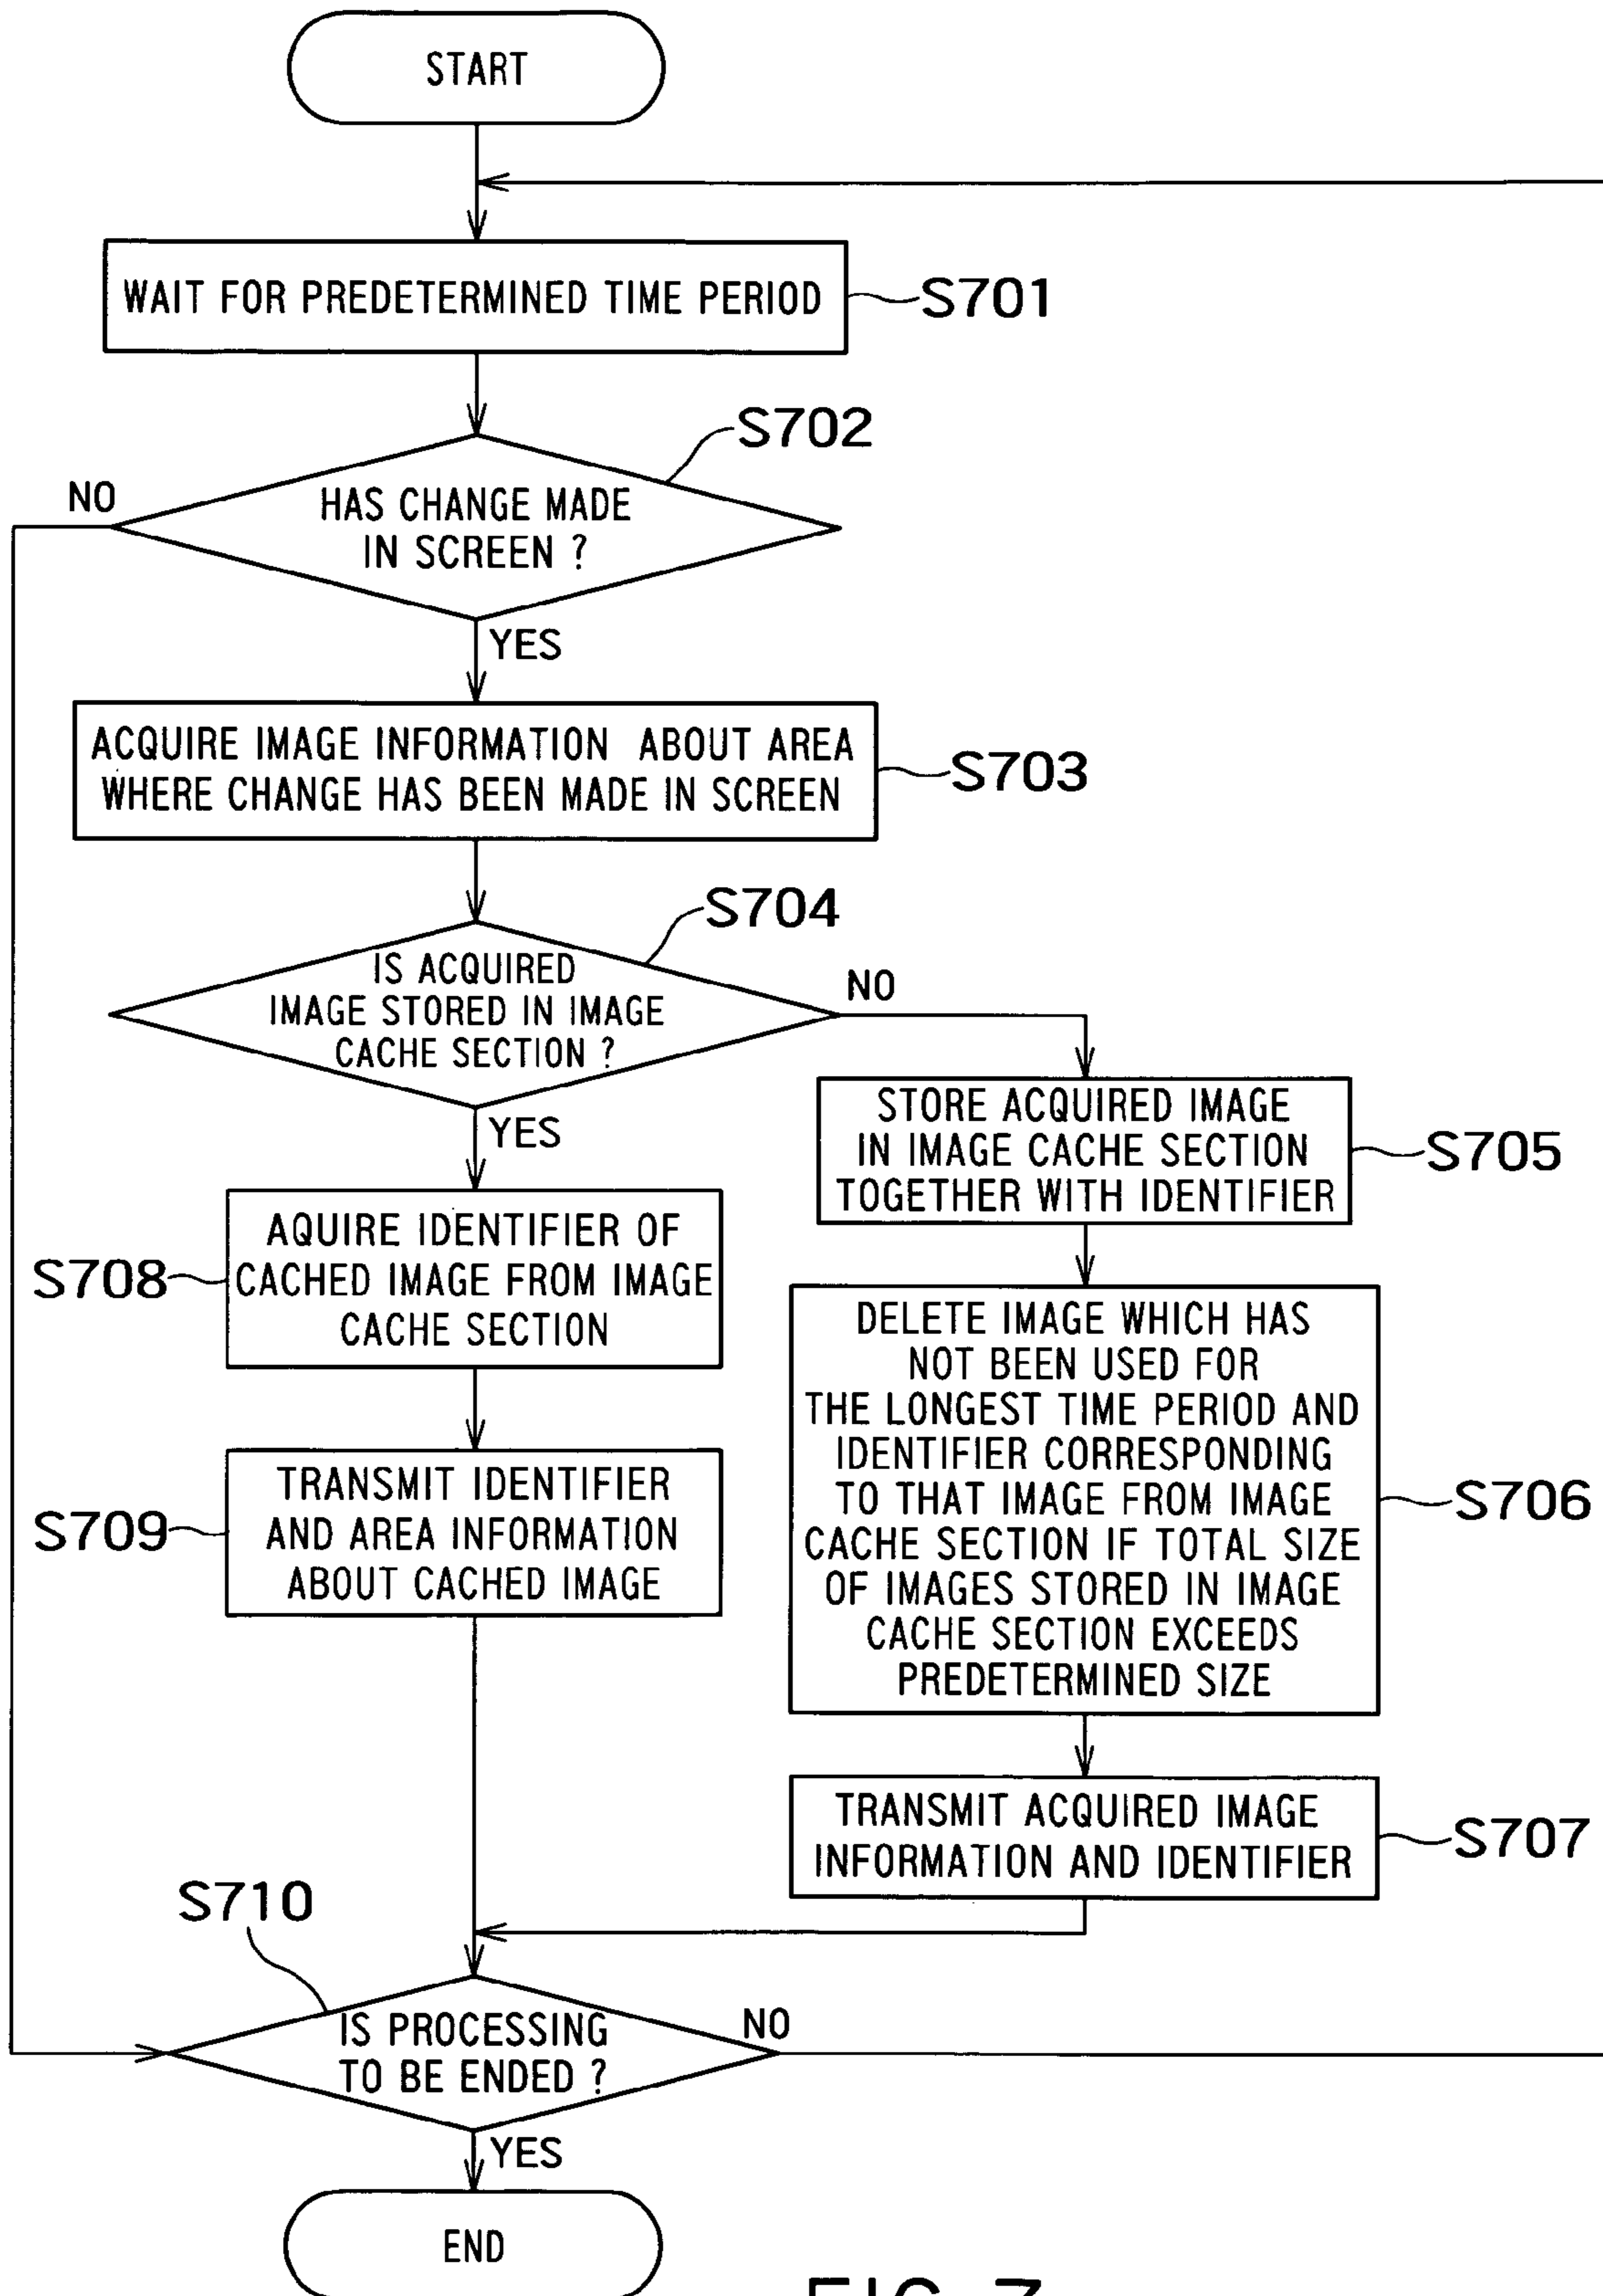 START
WAIT FOR PREDETERMINED TIME PERIOD
S701
S702
NO
HAS CHANGE MADE
IN SCREEN ?
YES
ACQUIRE IMAGE INFORMATION ABOUT AREA
WHERE CHANGE HAS BEEN MADE IN SCREEN
S703
S704
IS ACQUIRED
IMAGE STORED IN IMAGE
CACHE SECTION ?
NO
YES
STORE ACQUIRED IMAGE
IN IMAGE CACHE SECTION
TOGETHER WITH IDENTIFIER
S705
AQUIRE IDENTIFIER OF
CACHED IMAGE FROM IMAGE
CACHE SECTION
S708
DELETE IMAGE WHICH HAS
NOT BEEN USED FOR
THE LONGEST TIME PERIOD AND
IDENTIFIER CORRESPONDING
TO THAT IMAGE FROM IMAGE
CACHE SECTION IF TOTAL SIZE
OF IMAGES STORED IN IMAGE
CACHE SECTION EXCEEDS
PREDETERMINED SIZE
S706
TRANSMIT IDENTIFIER
AND AREA INFORMATION
ABOUT CACHED IMAGE
S709
TRANSMIT ACQUIRED IMAGE
INFORMATION AND IDENTIFIER
S707
S710
IS PROCESSING
TO BE ENDED ?
NO
YES
END